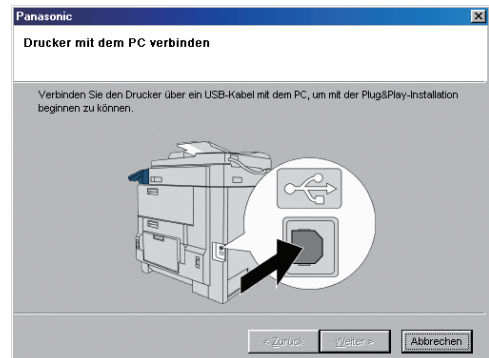 Panasonic
Drucker mit dem PC verbinden
Verbinden Sie den Drucker über ein USB-Kabel mit dem PC, um mit der Plug&Play-Installation
beginnen zu können.
< Zurück Weiter > Abbrechen